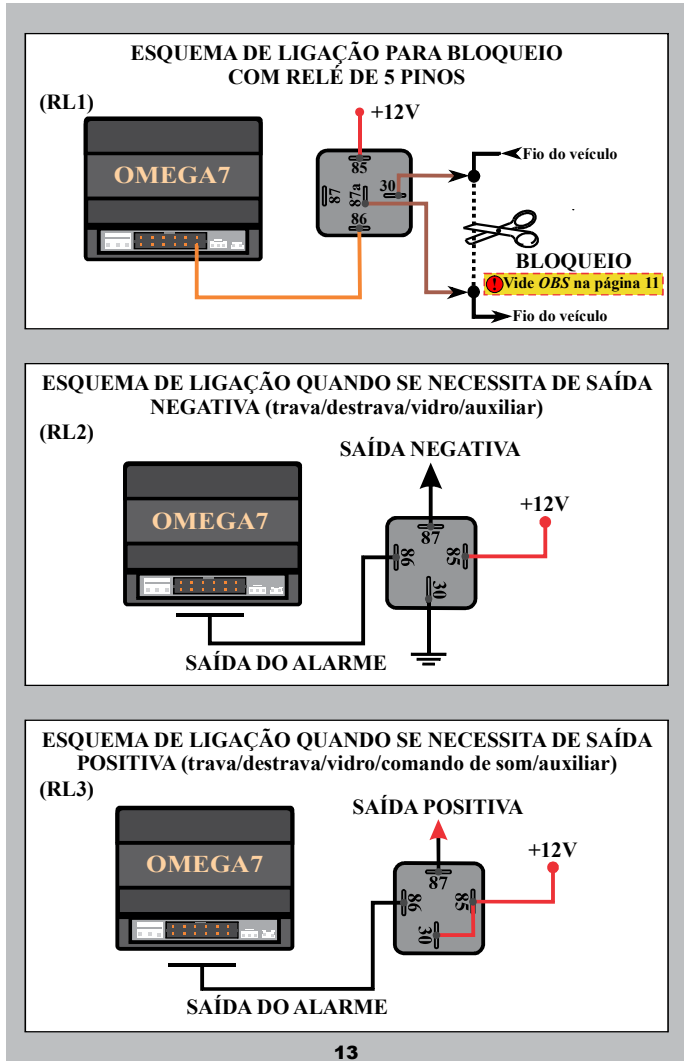 ESQUEMA DE LIGAÇÃO PARA BLOQUEIO
COM RELÉ DE 5 PINOS
(RL1)
+12V
OMEGA7
85
87
87a
30
86
Fio do veículo
BLOQUEIO
! Vide OBS na página 11
Fio do veículo
ESQUEMA DE LIGAÇÃO QUANDO SE NECESSITA DE SAÍDA
NEGATIVA (trava/destrava/vidro/auxiliar)
(RL2)
SAÍDA NEGATIVA
+12V
OMEGA7
87
86
85
30
SAÍDA DO ALARME
ESQUEMA DE LIGAÇÃO QUANDO SE NECESSITA DE SAÍDA
POSITIVA (trava/destrava/vidro/comando de som/auxiliar)
(RL3)
SAÍDA POSITIVA
+12V
OMEGA7
87
86
85
30
SAÍDA DO ALARME
13